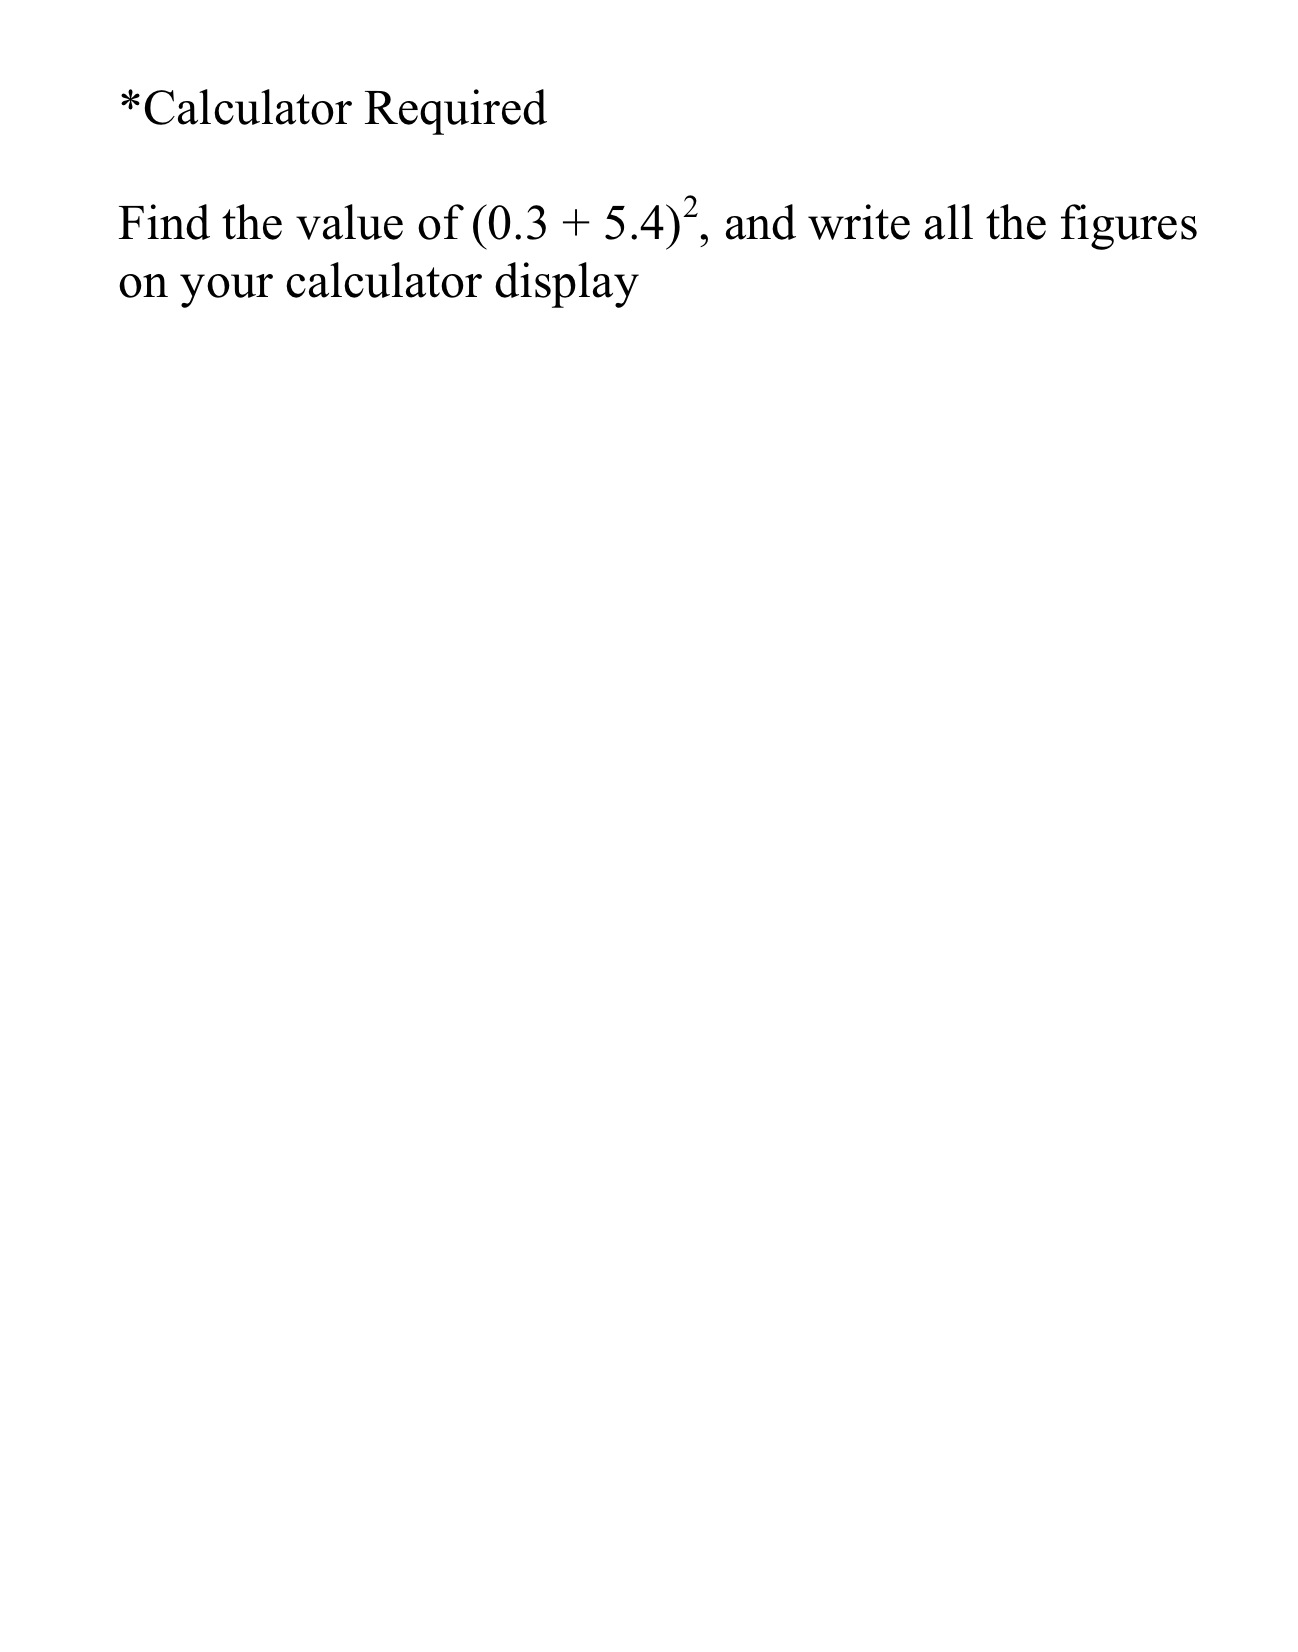 *Calculator Required
Find the value of (0.3 + 5.4)², and write all the figures
on your calculator display